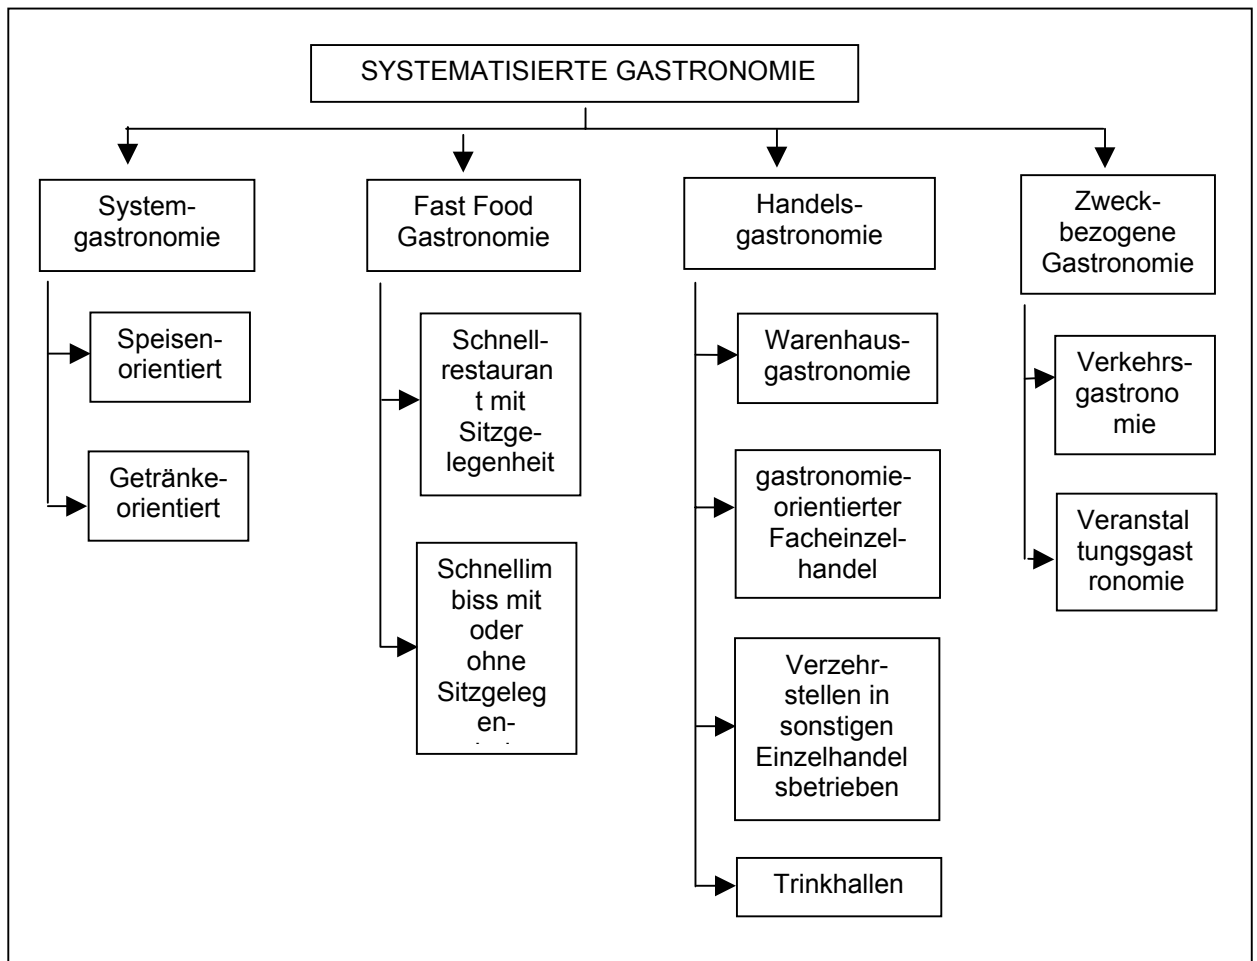 SYSTEMATISIERTE GASTRONOMIE
System-
gastronomie
Speisen-
orientiert
Getränke-
orientiert
Fast Food
Gastronomie
Schnell-
restauran
t mit
Sitzge-
legenheit
Schnellim
biss mit
oder
ohne
Sitzgeleg
en-
Handels-
gastronomie
Warenhaus-
gastronomie
gastronomie-
orientierter
Facheinzel-
handel
Verzehr-
stellen in
sonstigen
Einzelhandel
sbetrieben
Trinkhallen
Zweck-
bezogene
Gastronomie
Verkehrs-
gastrono
mie
Veranstal
tungsgast
ronomie